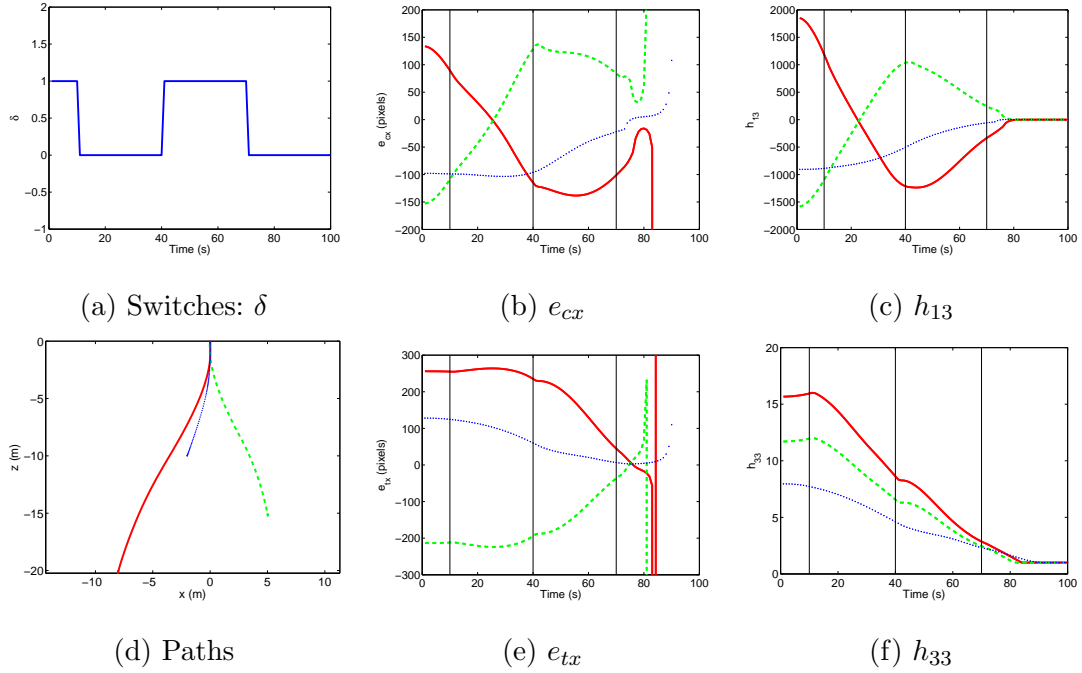 2
1.5
1
0.5
0
−0.5
−1
δ
0 20 40 60 80 100
Time (s)
(a) Switches: δ
200
150
100
50
0
−50
−100
−150
−200
e_cx (pixels)
0 20 40 60 80 100
Time (s)
(b) e_cx
2000
1500
1000
500
0
−500
1000
1500
2000
h_13
0 20 40 60 80 100
Time (s)
(c) h_13
0
−5
−10
−15
−20
z (m)
−10 −5 0 5 10
x (m)
(d) Paths
300
200
100
0
−100
−200
−300
e_tx (pixels)
0 20 40 60 80 100
Time (s)
(e) e_tx
20
15
10
5
0
h_33
0 20 40 60 80 100
Time (s)
(f) h_33